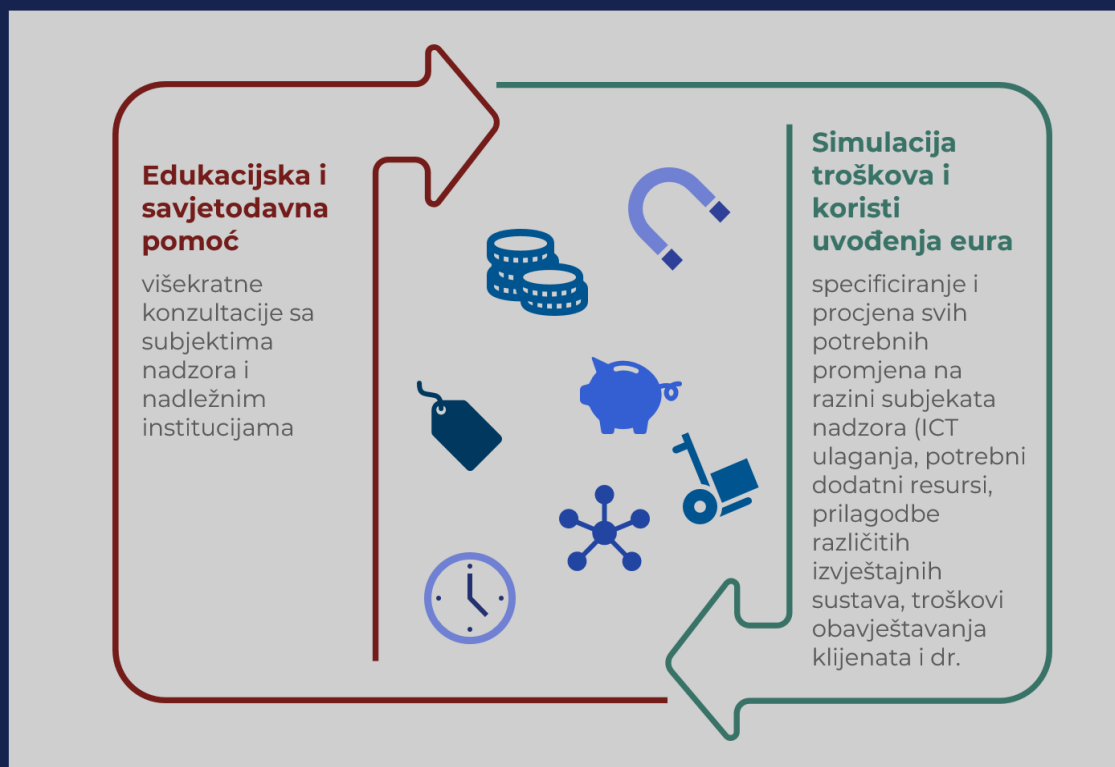 Edukacijska i
savjetodavna
pomoć
višekratne
konzultacije sa
subjektima
nadzora i
nadležnim
institucijama
Simulacija
troškova i
koristi
uvođenja eura
specificiranje i
procjena svih
potrebnih
promjena na
razini subjekata
nadzora (ICT
ulaganja, potrebni
dodatni resursi,
prilagodbe
različitih
izvještajnih
sustava, troškovi
obavještavanja
klijenata i dr.